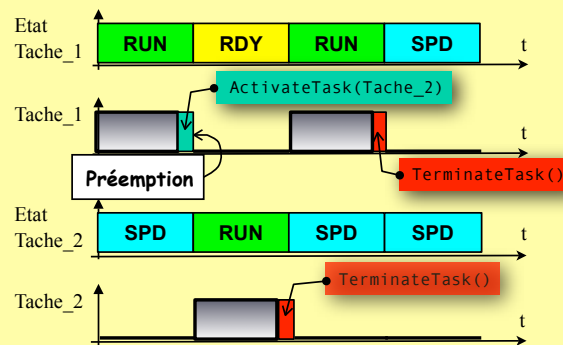 Etat
Tache_1
RUN
RDY
RUN
SPD
t
ActivateTask(Tache_2)
Tache_1
t
Préemption
TerminateTask()
Etat
Tache_2
SPD
RUN
SPD
SPD
t
TerminateTask()
Tache_2
t